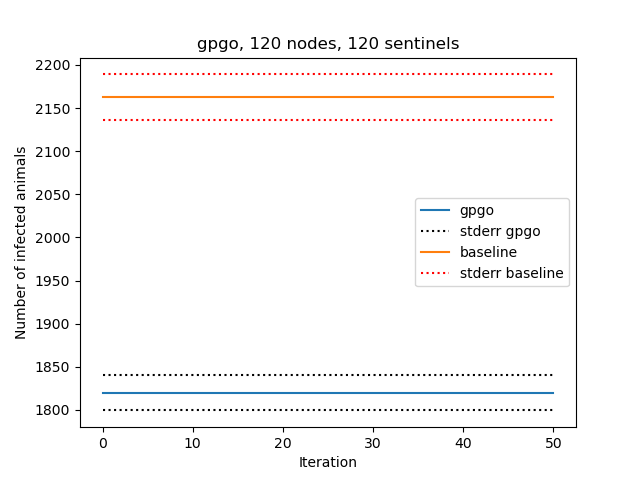 gpgo, 120 nodes, 120 sentinels
Number of infected animals
2200
2150
2100
2050
2000
1950
1900
1850
1800
gpgo
stderr gpgo
baseline
stderr baseline
0 10 20 30 40 50
Iteration